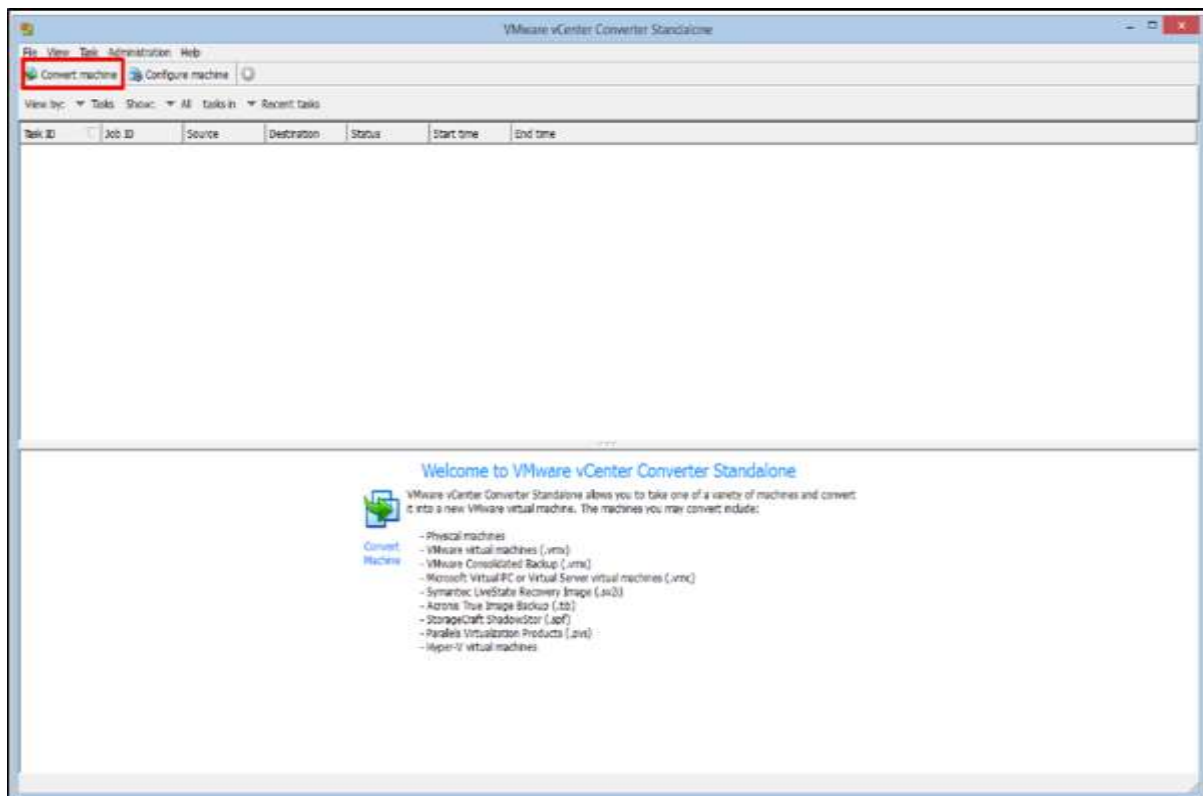 VMware vCenter Converter Standalone
File View Task Administration Help
Convert machine Configure machine
View by: Tasks Show: All tasks in Recent tasks
Task ID Job ID Source Destination Status Start time End time
Welcome to VMware vCenter Converter Standalone
VMware vCenter Converter Standalone allows you to take one of a variety of machines and convert
it into a new VMware virtual machine. The machines you may convert include:
Convert
Machine
- Physical machines
- VMware virtual machines (.vmx)
- VMware Consolidated Backup (.vmx)
- Microsoft Virtual PC or Virtual Server virtual machines (.vmc)
- Symantec LiveState Recovery Image (.sv2i)
- Acronis True Image Backup (.tib)
- StorageCraft ShadowStor (.spf)
- Parallels Virtualization Products (.pvs)
- Hyper-V virtual machines